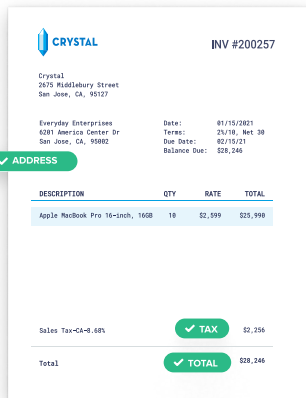 CRYSTAL
INV #200257
Crystal
2675 Middlebury Street
San Jose, CA, 95127
Everyday Enterprises
6201 America Center Dr
San Jose, CA, 95002
Date: 01/15/2021
Terms: 2%/10, Net 30
Due Date: 02/15/21
Balance Due: $28,246
ADDRESS
DESCRIPTION QTY RATE TOTAL
Apple MacBook Pro 16-inch, 16GB 10 $2,599 $25,990
Sales Tax-CA-8.68% TAX $2,256
Total TOTAL $28,246